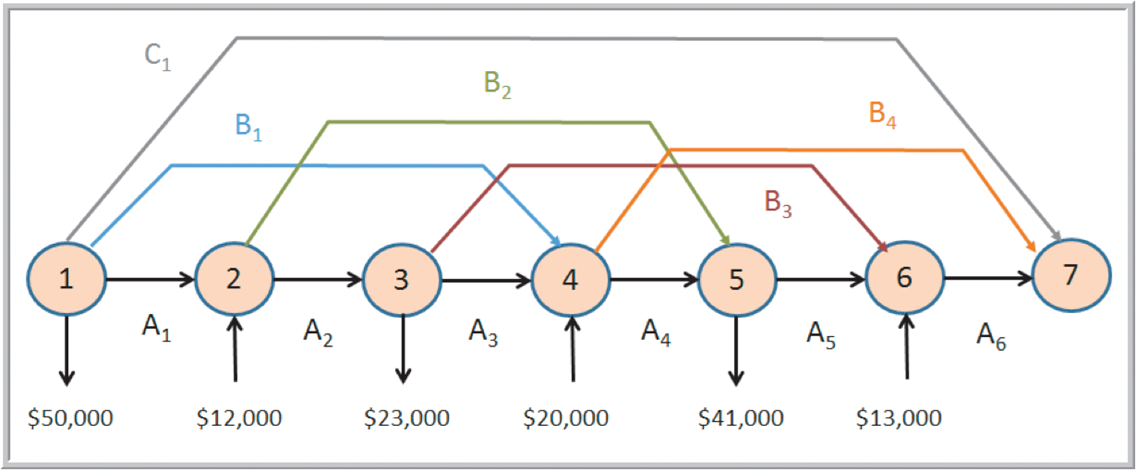 C1
B2
B1
B4
B3
1 2 3 4 5 6 7
A1 A2 A3 A4 A5 A6
$50,000 $12,000 $23,000 $20,000 $41,000 $13,000